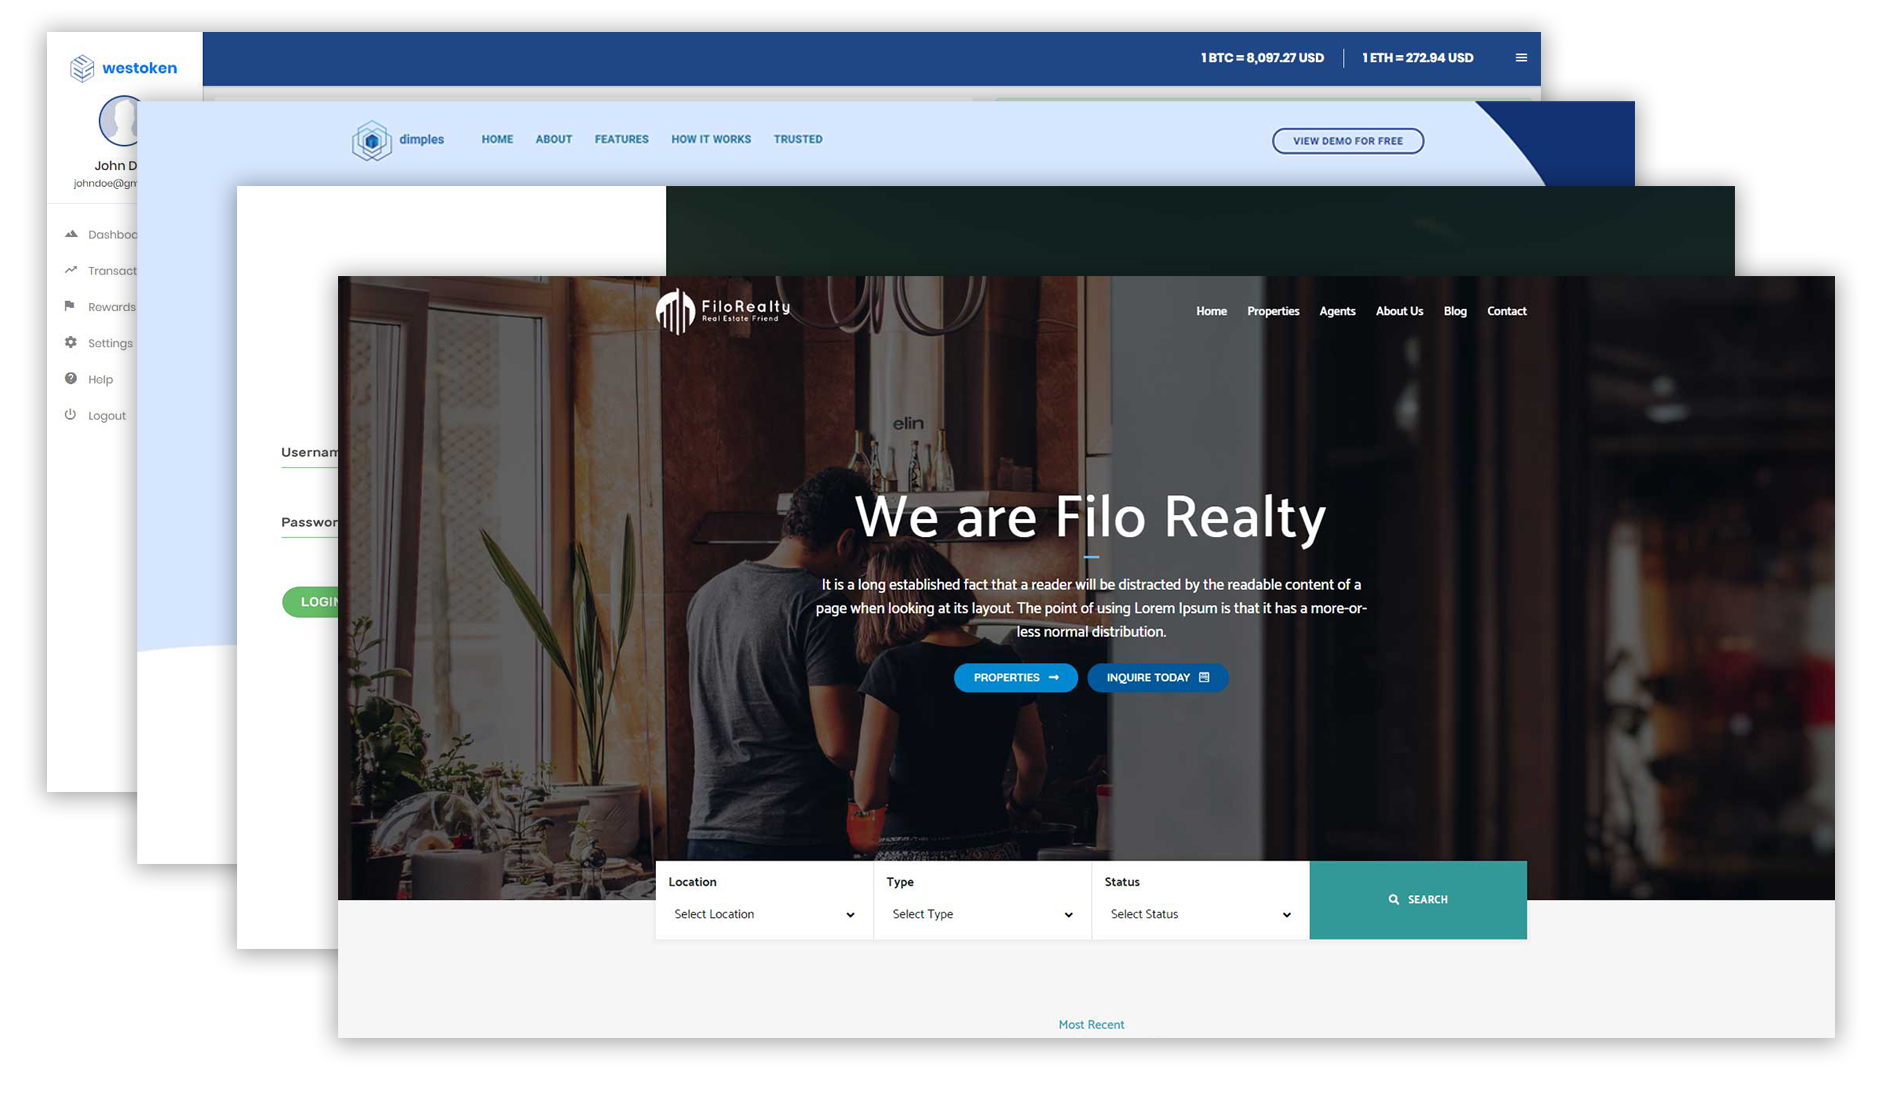 westoken
1 BTC = 8,097.27 USD
1 ETH = 272.94 USD
John D
johndoe@gm
Dashboa
Transact
Rewards
Settings
Help
Logout
dimples
HOME
ABOUT
FEATURES
HOW IT WORKS
TRUSTED
VIEW DEMO FOR FREE
Usernam
Passwor
LOGIN
FiloRealty
Real Estate Friend
Home
Properties
Agents
About Us
Blog
Contact
elin
We are Filo Realty
It is a long established fact that a reader will be distracted by the readable content of a
page when looking at its layout. The point of using Lorem Ipsum is that it has a more-or-
less normal distribution.
PROPERTIES
INQUIRE TODAY
Location
Select Location
Type
Select Type
Status
Select Status
SEARCH
Most Recent